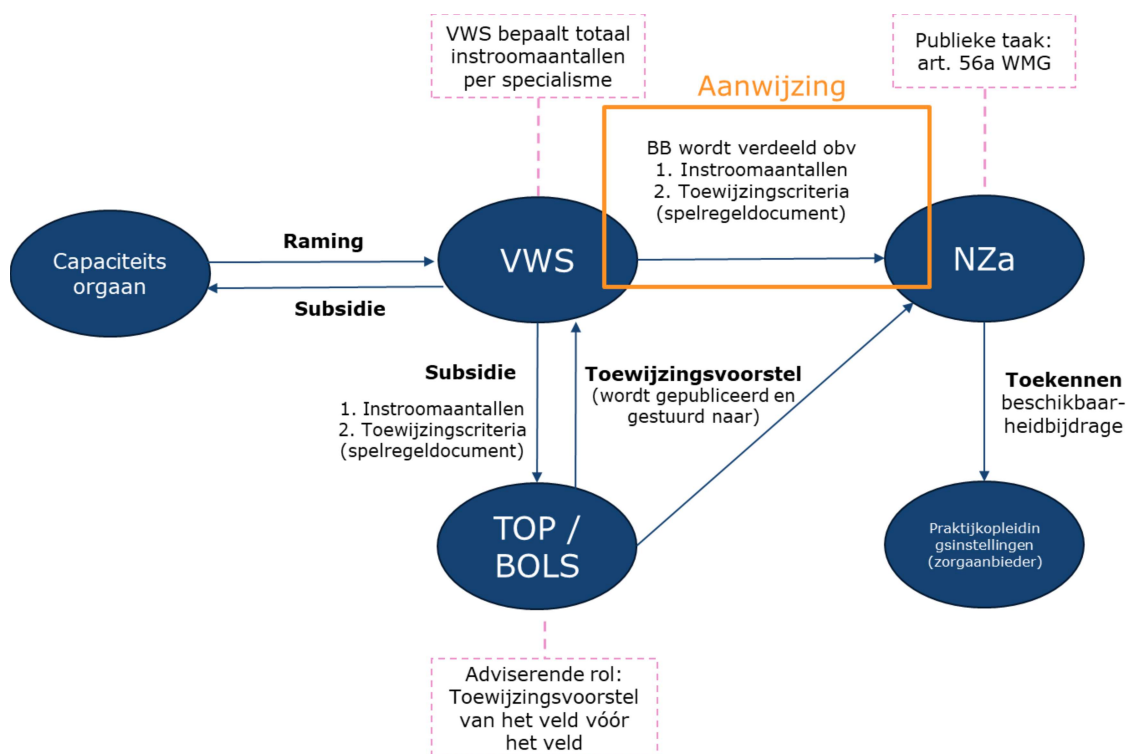 VWS bepaalt totaal
instroomaantallen
per specialisme
Publieke taak:
art. 56a WMG
Aanwijzing
BB wordt verdeeld obv
1. Instroomaantallen
2. Toewijzingscriteria
(spelregeldocument)
Capaciteits
orgaan
Raming
Subsidie
VWS
NZa
Subsidie
1. Instroomaantallen
2. Toewijzingscriteria
(spelregeldocument)
Toewijzingsvoorstel
(wordt gepubliceerd en
gestuurd naar)
Toekennen
beschikbaar-
heidbijdrage
TOP /
BOLS
Praktijkopleidin
gsinstellingen
(zorgaanbieder)
Adviserende rol:
Toewijzingsvoorstel
van het veld vóór
het veld